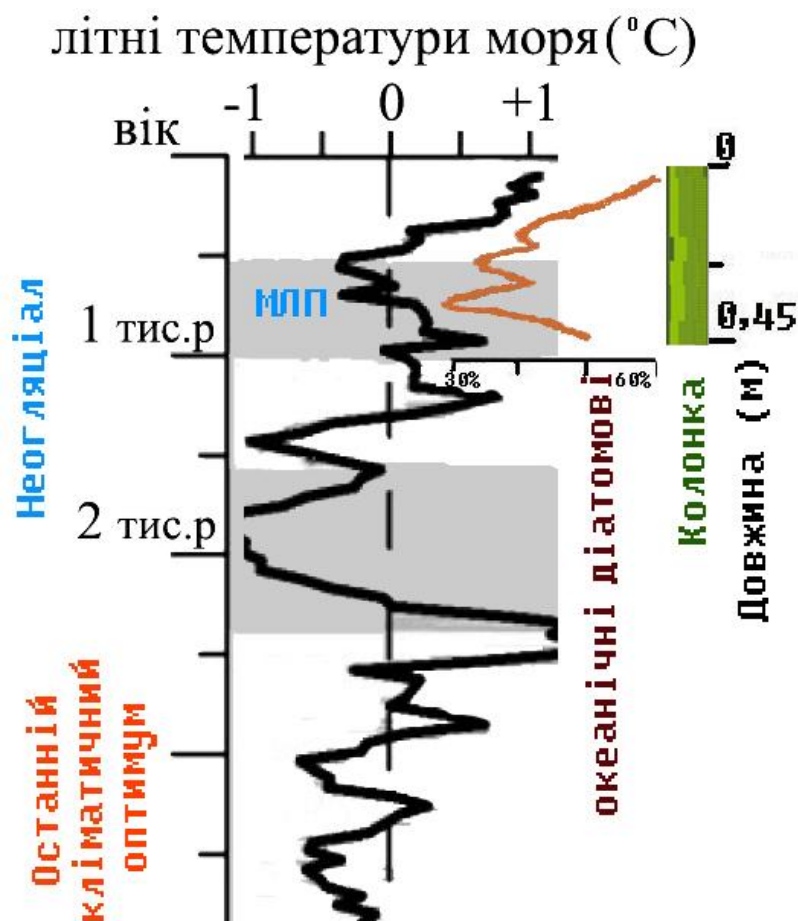 літні температури моря(°С)
-1 0 +1
вік
0
МЛП
1 тис.р
0,45
30% 60%
2 тис.р
Неогляціал
Останній
кліматичний
оптимум
океанічні діатомові
Колонка
Довжина (м)